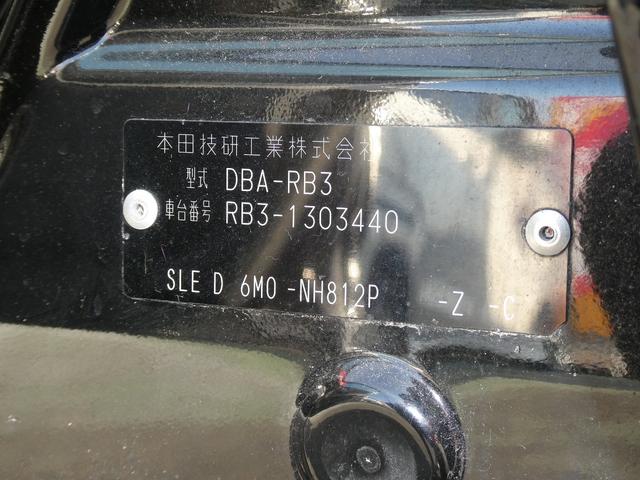 本田技研工業株式会社
型式 DBA-RB3
車台番号 RB3-1303440
SLE D 6M0 -NH812P -Z -C